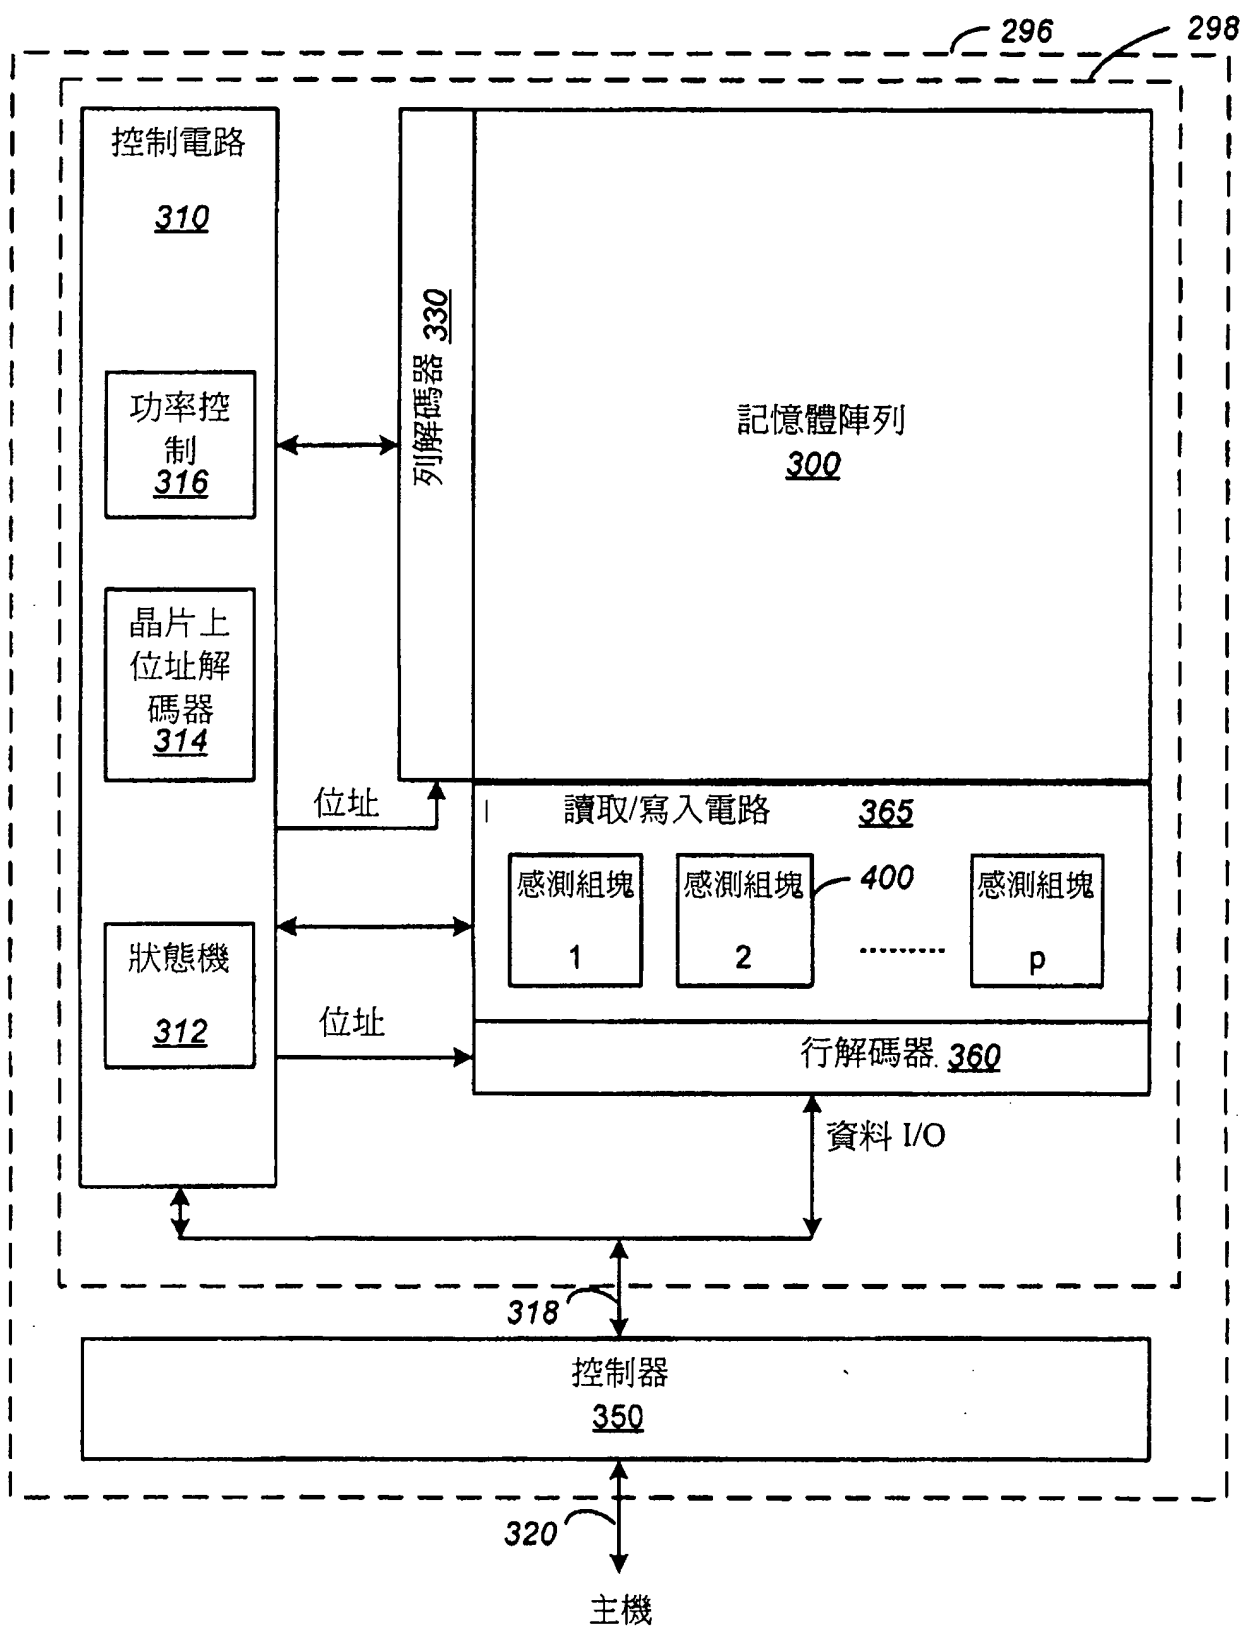 296
298
控制電路
310
功率控
制
316
晶片上
位址解
碼器
314
狀態機
312
列解碼器 330
記憶體陣列
300
位址
讀取/寫入電路 365
感測組塊
1
感測組塊
2
400
.........
感測組塊
p
位址
行解碼器 360
資料 I/O
318
控制器
350
320
主機